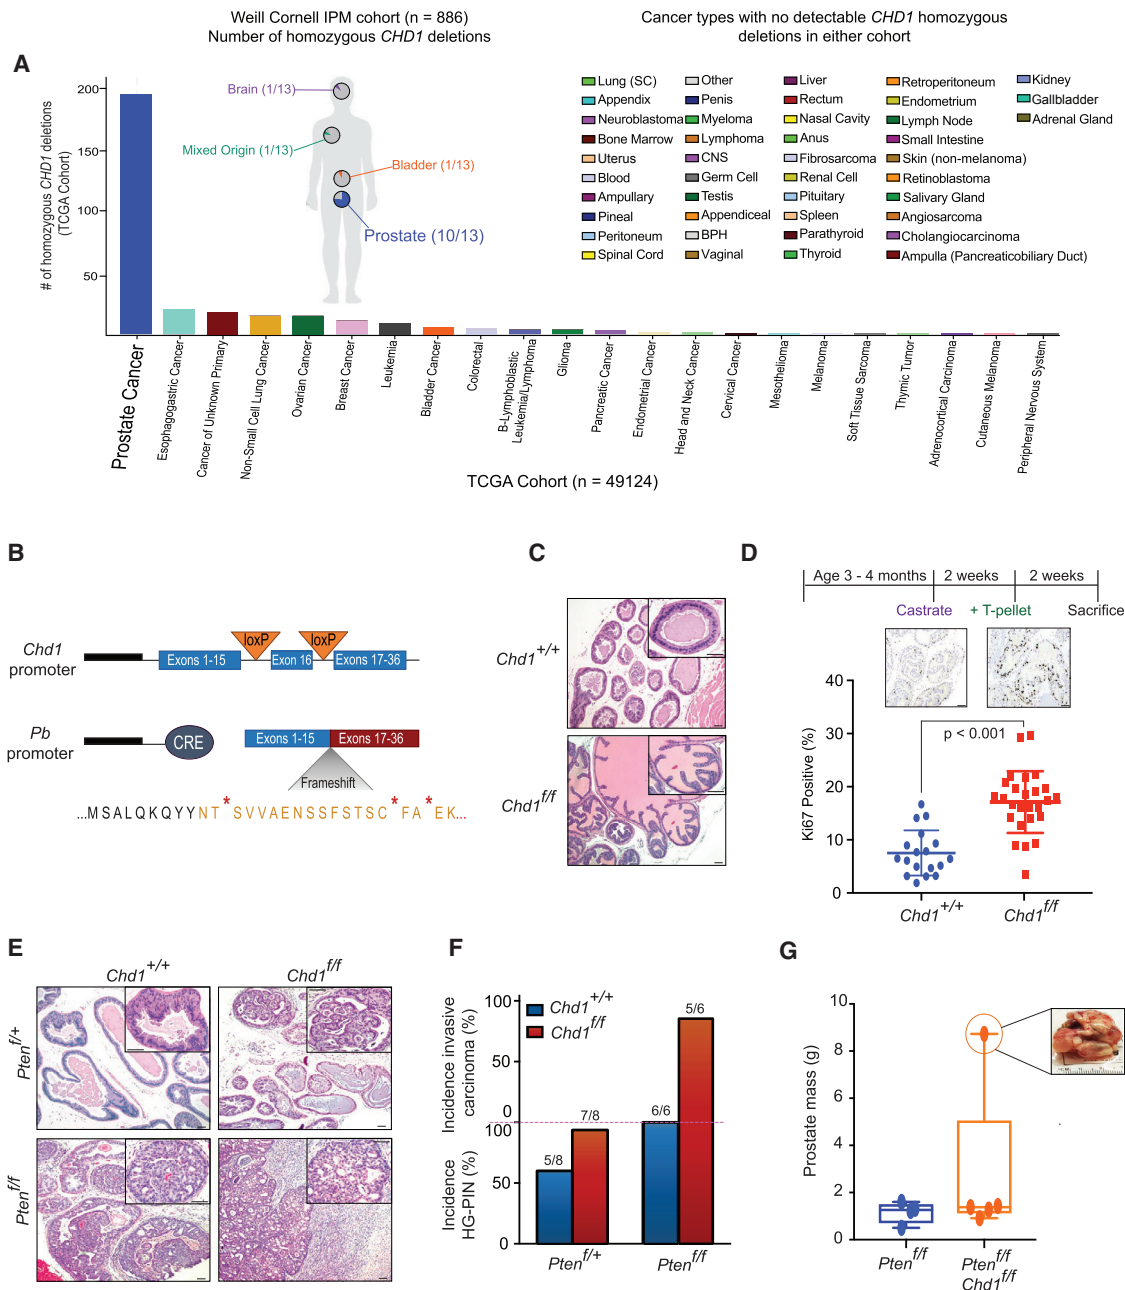 Weill Cornell IPM cohort (n = 886)
Number of homozygous CHD1 deletions
Cancer types with no detectable CHD1 homozygous
deletions in either cohort
A
# of homozygous CHD1 deletions
(TCGA Cohort)
200
150
100
50
Brain (1/13)
Mixed Origin (1/13)
Bladder (1/13)
Prostate (10/13)
Lung (SC)
Appendix
Neuroblastoma
Bone Marrow
Uterus
Blood
Ampullary
Pineal
Peritoneum
Spinal Cord
Other
Penis
Myeloma
Lymphoma
CNS
Germ Cell
Testis
Appendiceal
BPH
Vaginal
Liver
Rectum
Nasal Cavity
Anus
Fibrosarcoma
Renal Cell
Pituitary
Spleen
Parathyroid
Thyroid
Retroperitoneum
Endometrium
Lymph Node
Small Intestine
Skin (non-melanoma)
Retinoblastoma
Salivary Gland
Angiosarcoma
Cholangiocarcinoma
Ampulla (Pancreaticobiliary Duct)
Kidney
Gallbladder
Adrenal Gland
Prostate Cancer
Esophagogastric Cancer
Cancer of Unknown Primary
Non-Small Cell Lung Cancer
Ovarian Cancer
Breast Cancer
Leukemia
Bladder Cancer
Colorectal
B-Lymphoblastic
Leukemia/Lymphoma
Glioma
Pancreatic Cancer
Endometrial Cancer
Head and Neck Cancer
Cervical Cancer
Meothelioma
Melanoma
Soft Tissue Sarcoma
Thymic Tumor
Adrenocortical Carcinoma
Cutaneous Melanoma
Peripheral Nervous System
TCGA Cohort (n = 49124)
B
Chd1
promoter
loxP
loxP
Exons 1-15
Exon 16
Exons 17-36
Pb
promoter
CRE
Exons 1-15
Exons 17-36
Frameshift
...MSALQKQYYNT*SVVAENSSFSTSC*FA*EK...
C
Chd1+/+
Chd1f/f
D
Age 3 - 4 months
2 weeks
2 weeks
Castrate
+ T-pellet
Sacrifice
Ki67 Positive (%)
40
30
20
10
0
p < 0.001
Chd1+/+
Chd1f/f
E
Chd1+/+
Chd1f/f
Ptenf/+
Ptenf/f
F
Incidence invasive
carcinoma (%)
100
50
0
Incidence
HG-PIN (%)
100
50
0
Chd1+/+
Chd1f/f
5/8
7/8
6/6
5/6
Ptenf/+
Ptenf/f
G
Prostate mass (g)
10
8
6
4
2
0
Ptenf/f
Ptenf/f
Chd1f/f